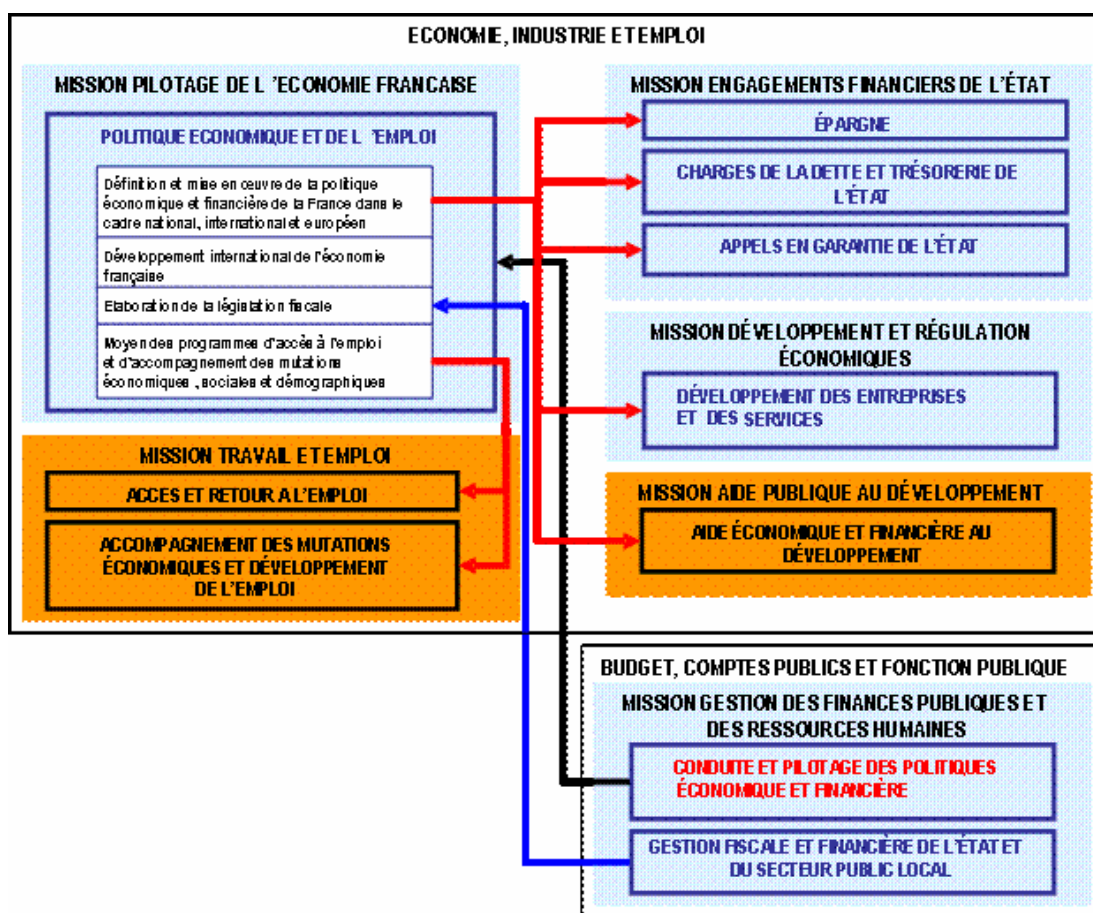 ECONOMIE, INDUSTRIE ET EMPLOI
MISSION PILOTAGE DE L 'ECONOMIE FRANCAISE
POLITIQUE ECONOMIQUE ET DE L 'EMPLOI
Définition et mise en œuvre de la politique
économique et financière de la France dans le
cadre national, international et européen
Développement international de l'économie
française
Elaboration de la législation fiscale
Moyen des programmes d'accès à l'emploi
et d'accompagnement des mutations
économiques , sociales et démographiques
MISSION TRAVAIL ET EMPLOI
ACCES ET RETOUR A L'EMPLOI
ACCOMPAGNEMENT DES MUTATIONS
ÉCONOMIQUES ET DÉVELOPPEMENT
DE L'EMPLOI
MISSION ENGAGEMENTS FINANCIERS DE L'ÉTAT
ÉPARGNE
CHARGES DE LA DETTE ET TRÉSORERIE DE
L'ÉTAT
APPELS EN GARANTIE DE L'ÉTAT
MISSION DÉVELOPPEMENT ET RÉGULATION
ÉCONOMIQUES
DÉVELOPPEMENT DES ENTREPRISES
ET DES SERVICES
MISSION AIDE PUBLIQUE AU DÉVELOPPEMENT
AIDE ÉCONOMIQUE ET FINANCIÈRE AU
DÉVELOPPEMENT
BUDGET, COMPTES PUBLICS ET FONCTION PUBLIQUE
MISSION GESTION DES FINANCES PUBLIQUES ET
DES RESSOURCES HUMAINES
CONDUITE ET PILOTAGE DES POLITIQUES
ÉCONOMIQUE ET FINANCIÈRE
GESTION FISCALE ET FINANCIÈRE DE L'ÉTAT ET
DU SECTEUR PUBLIC LOCAL